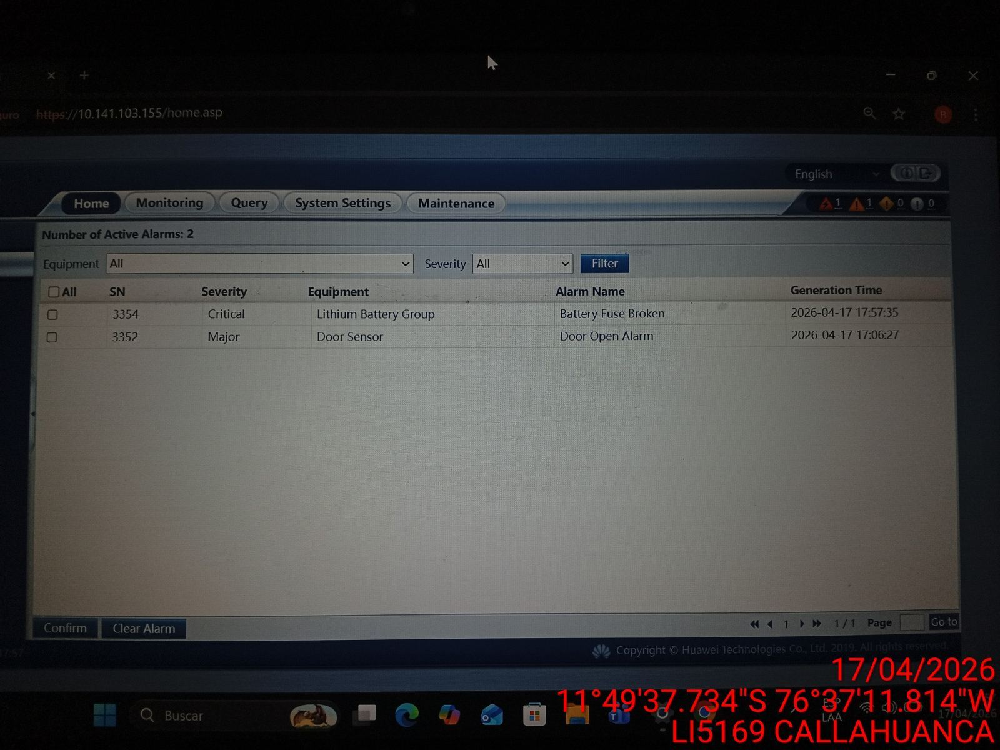 https://10.141.103.155/home.asp
English
Home Monitoring Query System Settings Maintenance 1 1 0 0
Number of Active Alarms: 2
Equipment All Severity All Filter
All SN Severity Equipment Alarm Name Generation Time
3354 Critical Lithium Battery Group Battery Fuse Broken 2026-04-17 17:57:35
3352 Major Door Sensor Door Open Alarm 2026-04-17 17:06:27
Confirm Clear Alarm 1 1 / 1 Page Go to
Copyright © Huawei Technologies Co., Ltd. 2019. All rights reserved.
17/04/2026
11°49'37.734"S 76°37'11.814"W
LI5169 CALLAHUANCA
Buscar
ESP
LAA
17/04/2026